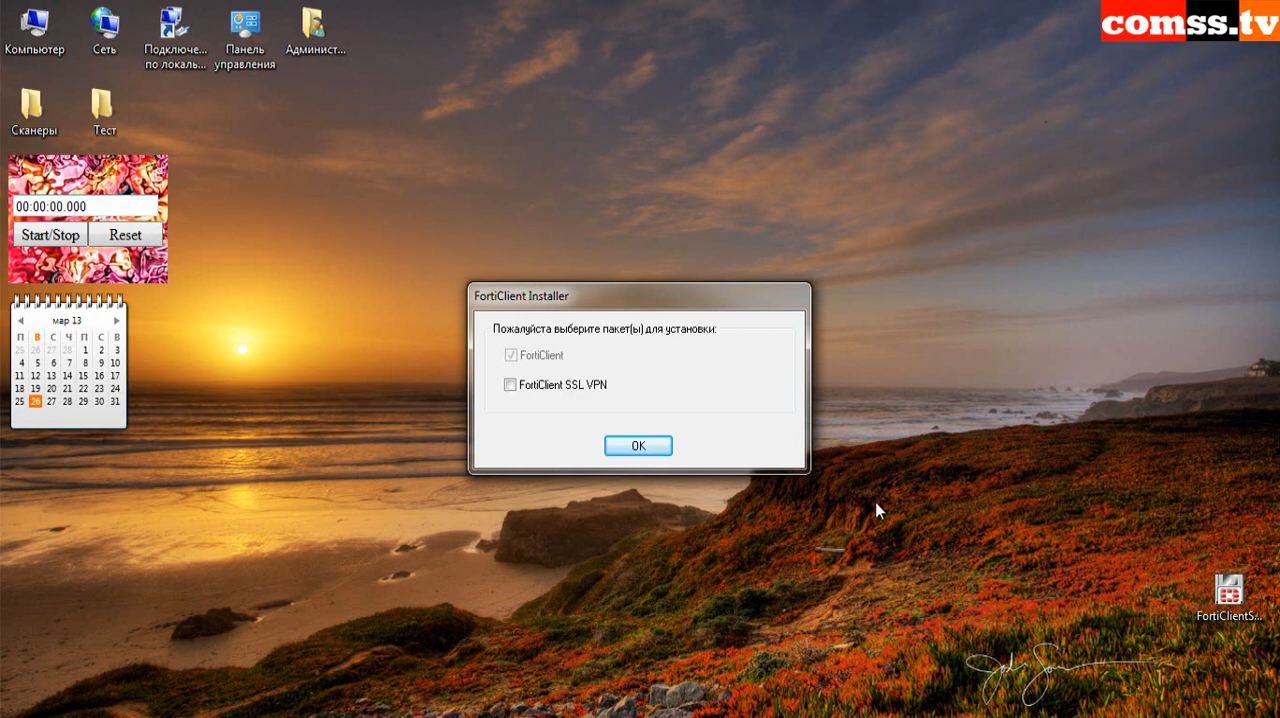 comss.tv
Компьютер
Сеть
Подключе...
по локаль...
Панель
управления
Админист...
Сканеры
Тест
00:00:00.000
Start/Stop
Reset
мар 13
П В С Ч П С В
25 26 27 28 1 2 3
4 5 6 7 8 9 10
11 12 13 14 15 16 17
18 19 20 21 22 23 24
25 26 27 28 29 30 31
FortiClient Installer
Пожалуйста выберите пакет(ы) для установки:
FortiClient
FortiClient SSL VPN
OK
FortiClientS...